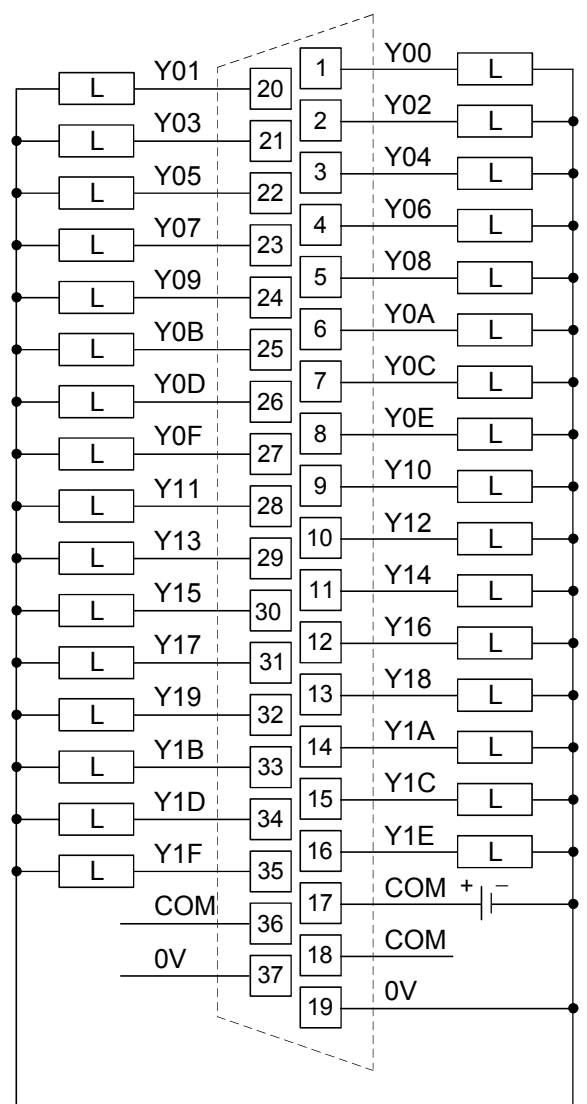 1 Y00 L
L Y01 20
2 Y02 L
L Y03 21
3 Y04 L
L Y05 22
4 Y06 L
L Y07 23
5 Y08 L
L Y09 24
6 Y0A L
L Y0B 25
7 Y0C L
L Y0D 26
8 Y0E L
L Y0F 27
9 Y10 L
L Y11 28
10 Y12 L
L Y13 29
11 Y14 L
L Y15 30
12 Y16 L
L Y17 31
13 Y18 L
L Y19 32
14 Y1A L
L Y1B 33
15 Y1C L
L Y1D 34
16 Y1E L
L Y1F 35
17 COM + −
COM 36
18 COM
0V 37
19 0V